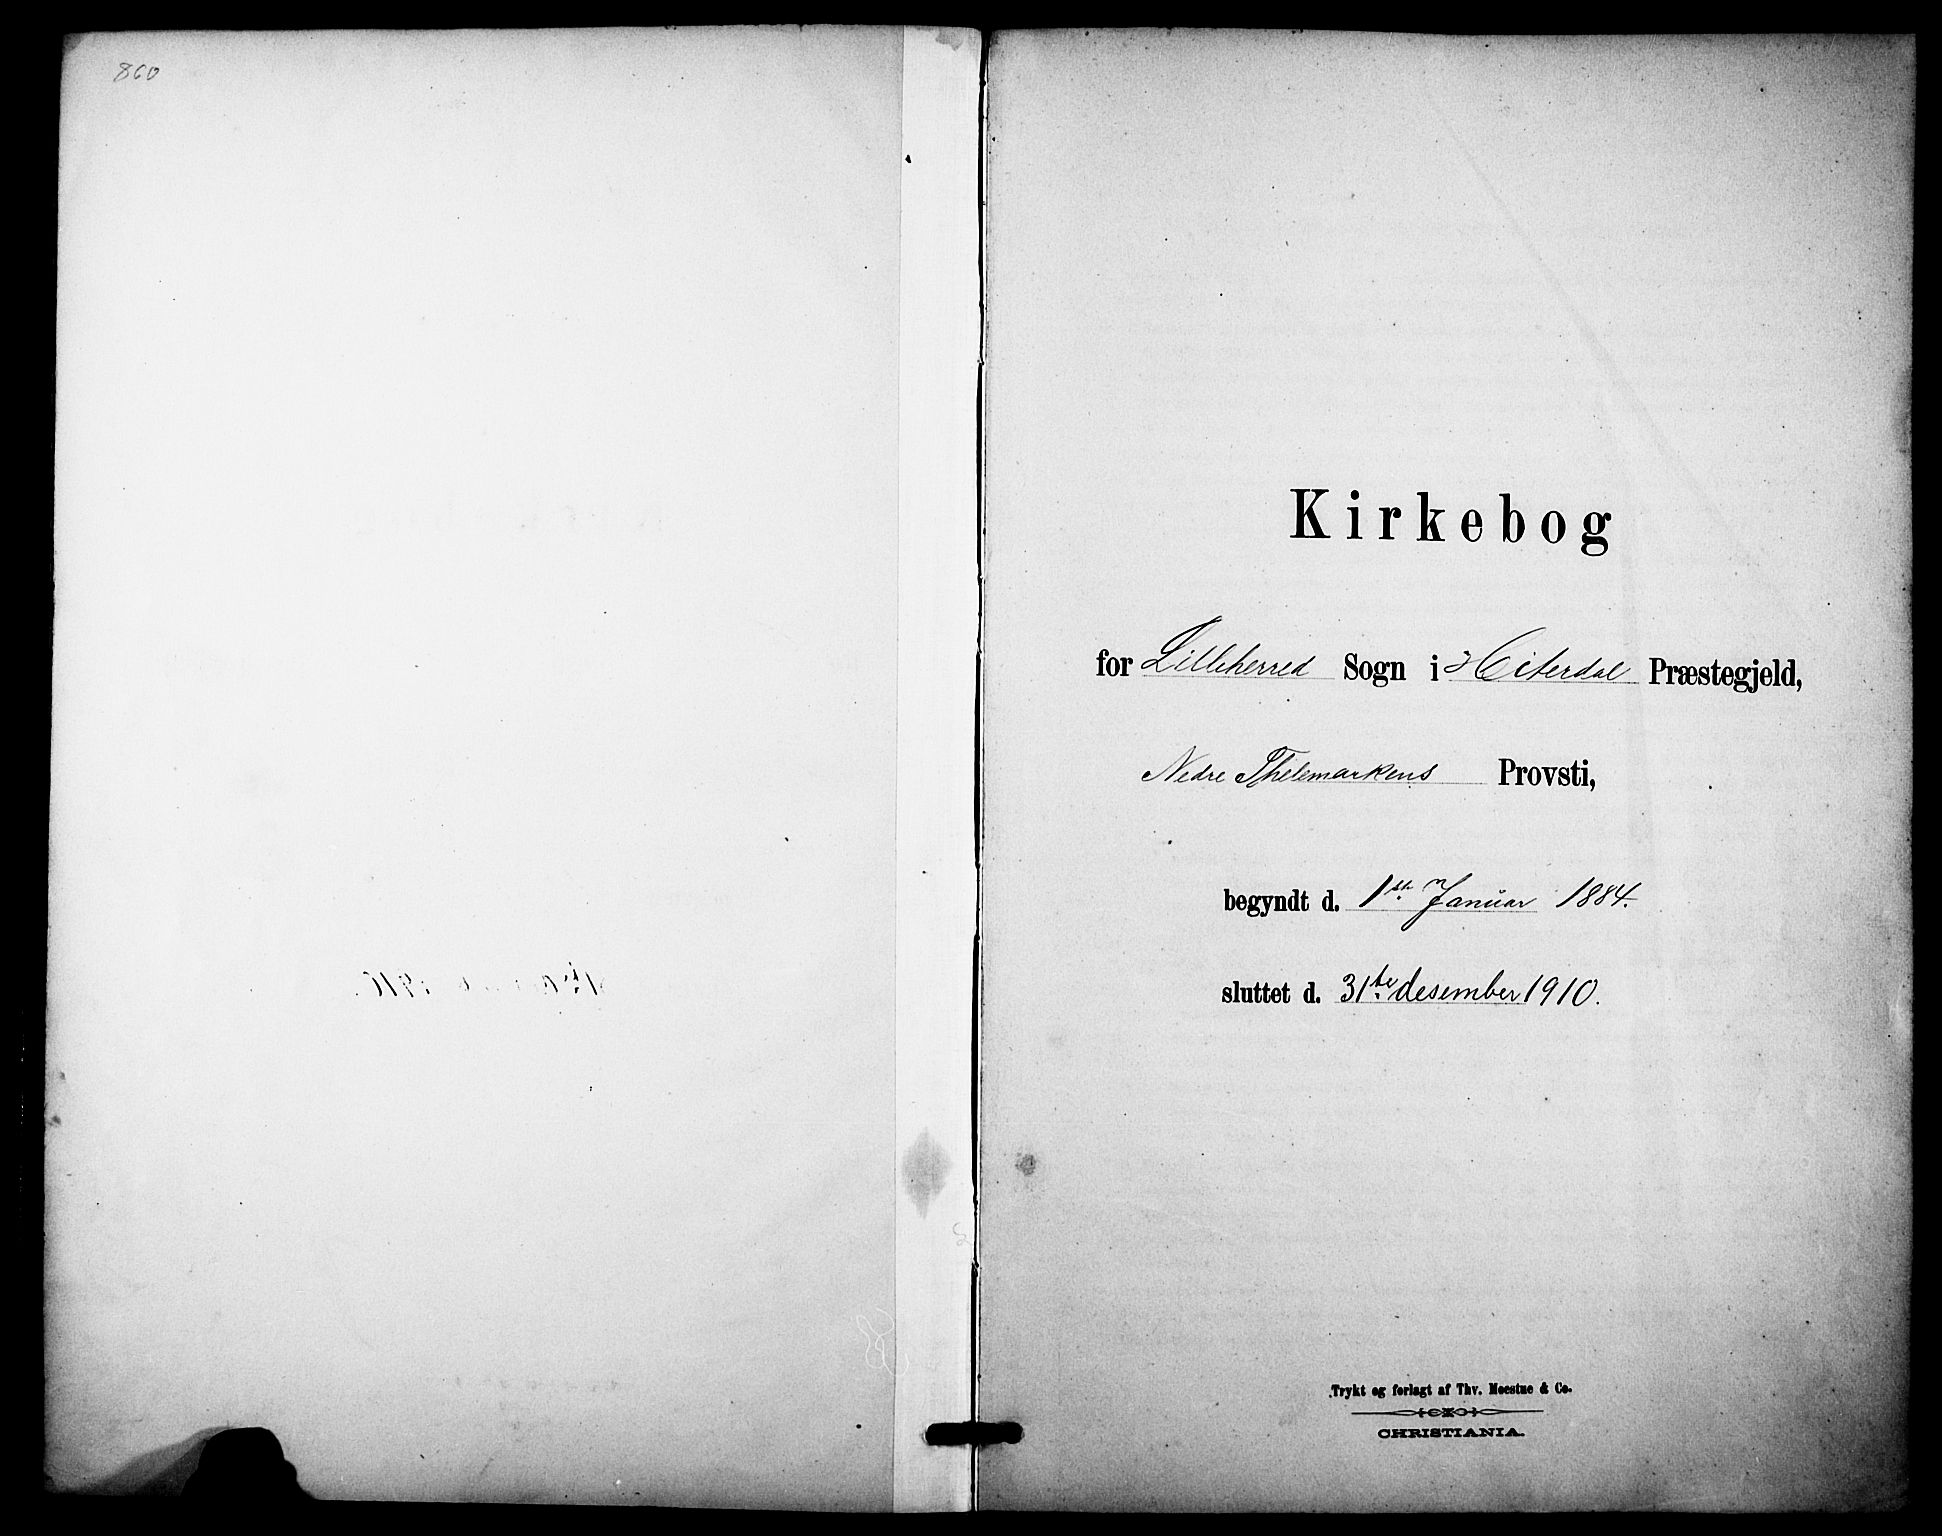 860
Kirkebog
for Lilleherred Sogn i Hiterdal Præstegjeld,
Nedre Thelemarkens Provsti,
begyndt d. 1ste Januar 1884.
sluttet d. 31te desember 1910.
Trykt og forlagt af Thv. Moestue & Co.
CHRISTIANIA.